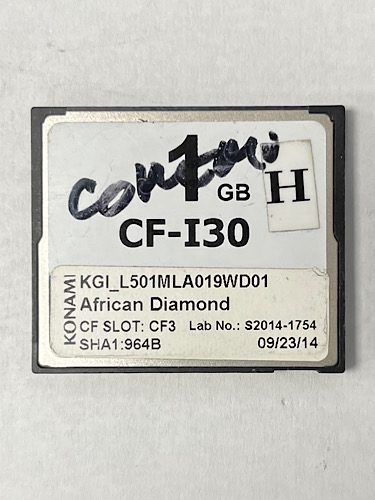 conami
1
GB
H
CF-I30
KONAMI
KGI_L501MLA019WD01
African Diamond
CF SLOT: CF3 Lab No.: S2014-1754
SHA1:964B 09/23/14